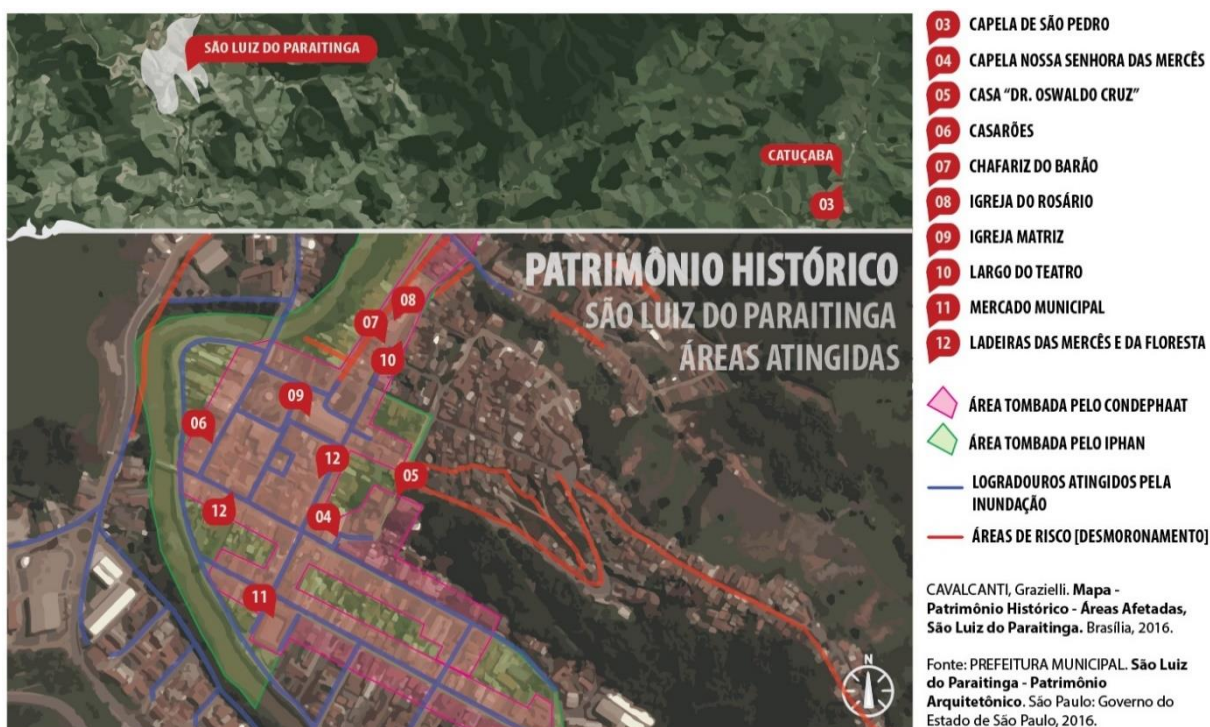 SÃO LUIZ DO PARAITINGA
CATUÇABA
03
PATRIMÔNIO HISTÓRICO
SÃO LUIZ DO PARAITINGA
ÁREAS ATINGIDAS
08
07
10
09
06
12
05
12
04
11
N
03 CAPELA DE SÃO PEDRO
04 CAPELA NOSSA SENHORA DAS MERCÊS
05 CASA “DR. OSWALDO CRUZ”
06 CASARÕES
07 CHAFARIZ DO BARÃO
08 IGREJA DO ROSÁRIO
09 IGREJA MATRIZ
10 LARGO DO TEATRO
11 MERCADO MUNICIPAL
12 LADEIRAS DAS MERCÊS E DA FLORESTA
ÁREA TOMBADA PELO CONDEPHAAT
ÁREA TOMBADA PELO IPHAN
LOGRADOUROS ATINGIDOS PELA
INUNDAÇÃO
ÁREAS DE RISCO [DESMORONAMENTO]
CAVALCANTI, Grazielli. Mapa -
Patrimônio Histórico - Áreas Afetadas,
São Luiz do Paraitinga. Brasília, 2016.
Fonte: PREFEITURA MUNICIPAL. São Luiz
do Paraitinga - Patrimônio
Arquitetônico. São Paulo: Governo do
Estado de São Paulo, 2016.